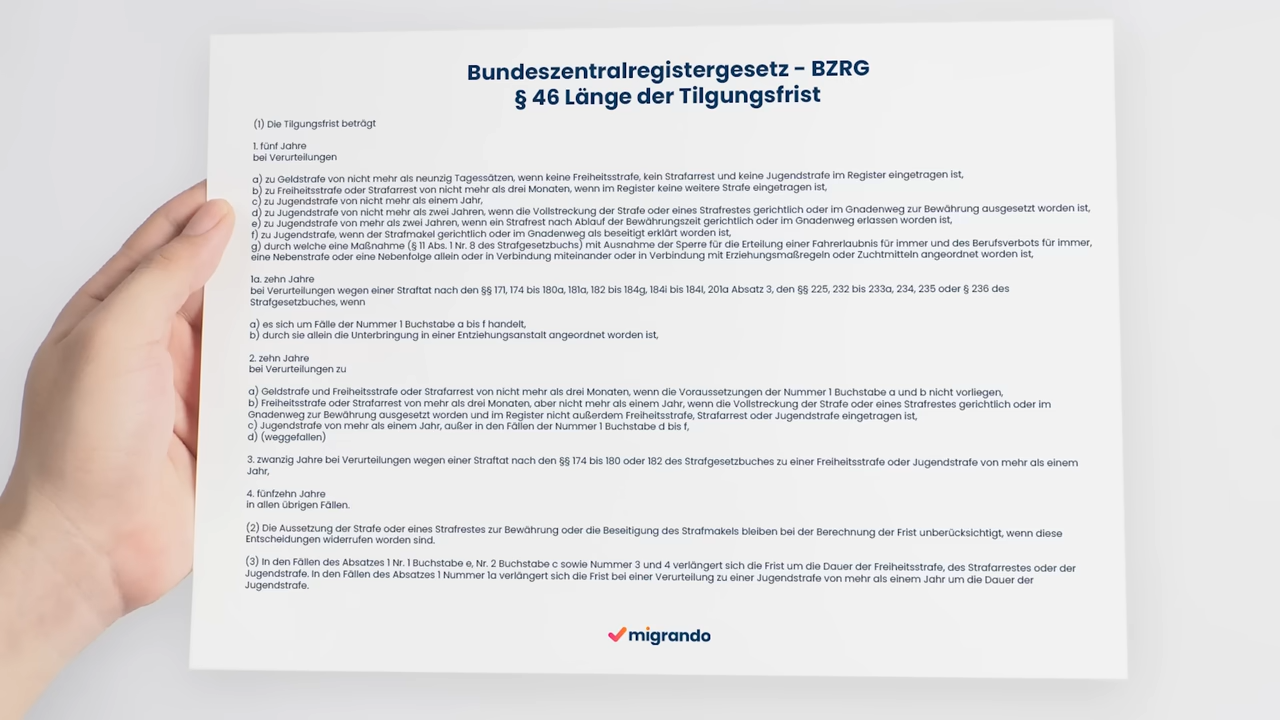 Bundeszentralregistergesetz - BZRG
§ 46 Länge der Tilgungsfrist
(1) Die Tilgungsfrist beträgt
1. fünf Jahre
bei Verurteilungen
a) zu Geldstrafe von nicht mehr als neunzig Tagessätzen, wenn keine Freiheitsstrafe, kein Strafarrest und keine Jugendstrafe im Register eingetragen ist,
b) zu Freiheitsstrafe oder Strafarrest von nicht mehr als drei Monaten, wenn im Register keine weitere Strafe eingetragen ist,
c) zu Jugendstrafe von nicht mehr als einem Jahr,
d) zu Jugendstrafe von nicht mehr als zwei Jahren, wenn die Vollstreckung der Strafe oder eines Strafrestes gerichtlich oder im Gnadenweg zur Bewährung ausgesetzt worden ist,
e) zu Jugendstrafe von mehr als zwei Jahren, wenn ein Strafrest nach Ablauf der Bewährungszeit gerichtlich oder im Gnadenweg erlassen worden ist,
f) zu Jugendstrafe, wenn der Strafmakel gerichtlich oder im Gnadenweg als beseitigt erklärt worden ist,
g) durch welche eine Maßnahme (§ 11 Abs. 1 Nr. 8 des Strafgesetzbuchs) mit Ausnahme der Sperre für die Erteilung einer Fahrerlaubnis für immer und des Berufsverbots für immer,
eine Nebenstrafe oder eine Nebenfolge allein oder in Verbindung miteinander oder in Verbindung mit Erziehungsmaßregeln oder Zuchtmitteln angeordnet worden ist,
1a. zehn Jahre
bei Verurteilungen wegen einer Straftat nach den §§ 171, 174 bis 180a, 181a, 182 bis 184g, 184i bis 184l, 201a Absatz 3, den §§ 225, 232 bis 233a, 234, 235 oder § 236 des
Strafgesetzbuches, wenn
a) es sich um Fälle der Nummer 1 Buchstabe a bis f handelt,
b) durch sie allein die Unterbringung in einer Entziehungsanstalt angeordnet worden ist,
2. zehn Jahre
bei Verurteilungen zu
a) Geldstrafe und Freiheitsstrafe oder Strafarrest von nicht mehr als drei Monaten, wenn die Voraussetzungen der Nummer 1 Buchstabe a und b nicht vorliegen,
b) Freiheitsstrafe oder Strafarrest von mehr als drei Monaten, aber nicht mehr als einem Jahr, wenn die Vollstreckung der Strafe oder eines Strafrestes gerichtlich oder im
Gnadenweg zur Bewährung ausgesetzt worden und im Register nicht außerdem Freiheitsstrafe, Strafarrest oder Jugendstrafe eingetragen ist,
c) Jugendstrafe von mehr als einem Jahr, außer in den Fällen der Nummer 1 Buchstabe d bis f,
d) (weggefallen)
3. zwanzig Jahre bei Verurteilungen wegen einer Straftat nach den §§ 174 bis 180 oder 182 des Strafgesetzbuches zu einer Freiheitsstrafe oder Jugendstrafe von mehr als einem
Jahr,
4. fünfzehn Jahre
in allen übrigen Fällen.
(2) Die Aussetzung der Strafe oder eines Strafrestes zur Bewährung oder die Beseitigung des Strafmakels bleiben bei der Berechnung der Frist unberücksichtigt, wenn diese
Entscheidungen widerrufen worden sind.
(3) In den Fällen des Absatzes 1 Nr. 1 Buchstabe e, Nr. 2 Buchstabe c sowie Nummer 3 und 4 verlängert sich die Frist um die Dauer der Freiheitsstrafe, des Strafarrestes oder der
Jugendstrafe. In den Fällen des Absatzes 1 Nummer 1a verlängert sich die Frist bei einer Verurteilung zu einer Jugendstrafe von mehr als einem Jahr um die Dauer der
Jugendstrafe.
migrando